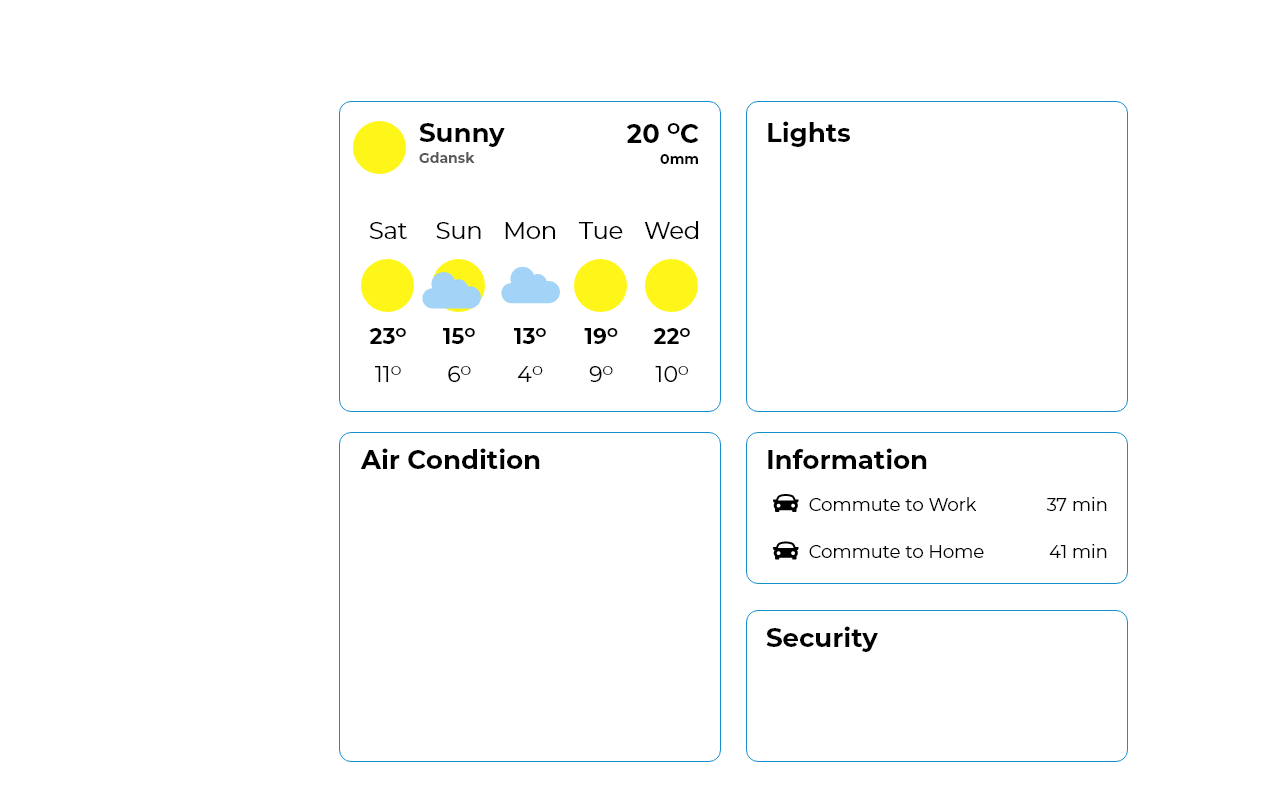 Sunny
Gdansk
20 °C
0mm
Sat Sun Mon Tue Wed
23° 15° 13° 19° 22°
11° 6° 4° 9° 10°
Lights
Air Condition
Information
Commute to Work 37 min
Commute to Home 41 min
Security